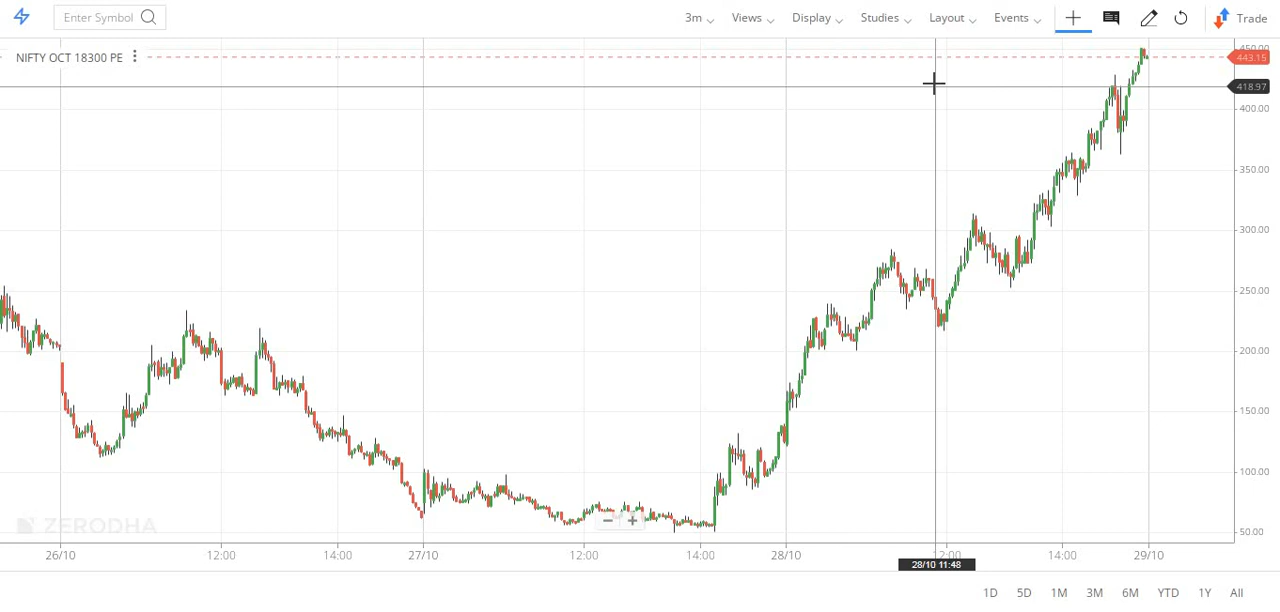 Enter Symbol 3m Views Display Studies Layout Events Trade
NIFTY OCT 18300 PE
450.00
443.15
418.97
400.00
350.00
300.00
250.00
200.00
150.00
100.00
50.00
ZERODHA
26/10 12:00 14:00 27/10 12:00 14:00 28/10 12:00 14:00 29/10
28/10 11:48
1D 5D 1M 3M 6M YTD 1Y All